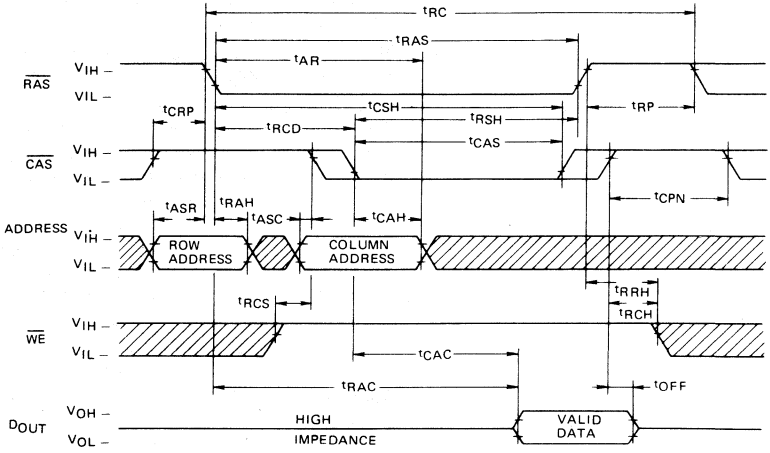 tRC
tRAS
tAR
RAS
VIH
VIL
tCRP
tCSH
tRSH
tRP
tRCD
tCAS
CAS
VIH
VIL
tCPN
tASR
tRAH
tASC
tCAH
ADDRESS
VIH
VIL
ROW
ADDRESS
COLUMN
ADDRESS
tRCS
tRRH
tRCH
WE
VIH
VIL
tCAC
tRAC
tOFF
DOUT
VOH
VOL
HIGH
IMPEDANCE
VALID
DATA